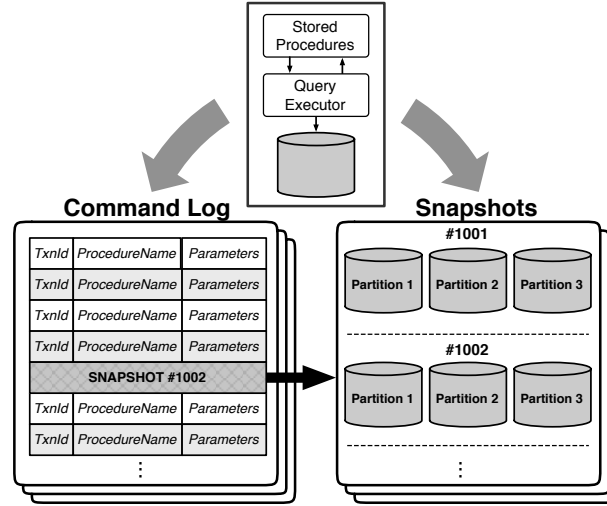 Stored
Procedures
Query
Executor
Command Log
TxnId ProcedureName Parameters
TxnId ProcedureName Parameters
TxnId ProcedureName Parameters
TxnId ProcedureName Parameters
SNAPSHOT #1002
TxnId ProcedureName Parameters
TxnId ProcedureName Parameters
⋮
Snapshots
#1001
Partition 1 Partition 2 Partition 3
#1002
Partition 1 Partition 2 Partition 3
⋮